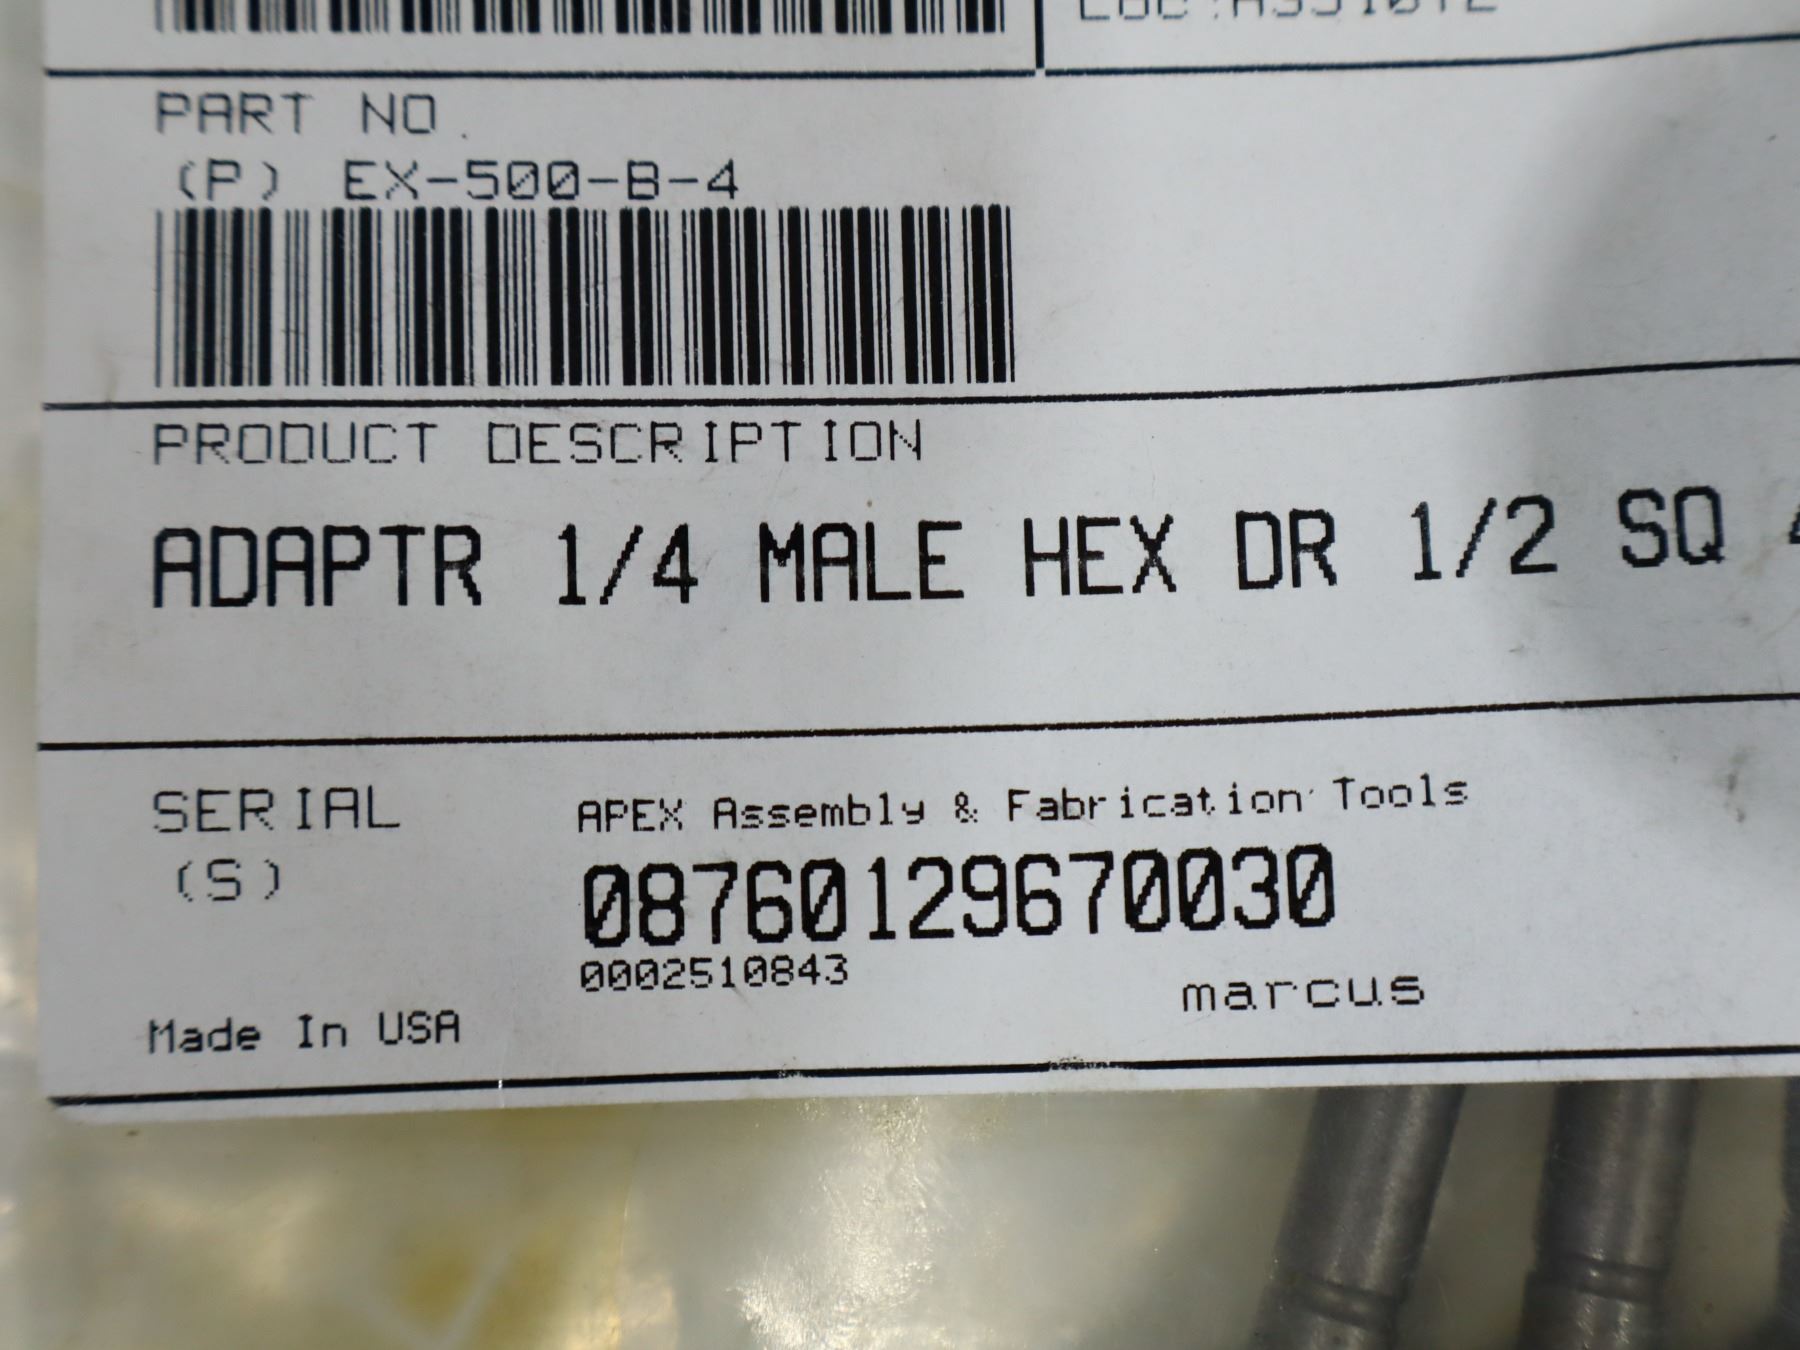 PART NO.
(P) EX-500-B-4
PRODUCT DESCRIPTION
ADAPTR 1/4 MALE HEX DR 1/2 SQ
SERIAL
(S)
APEX Assembly & Fabrication Tools
08760129670030
0002510843
marcus
Made In USA